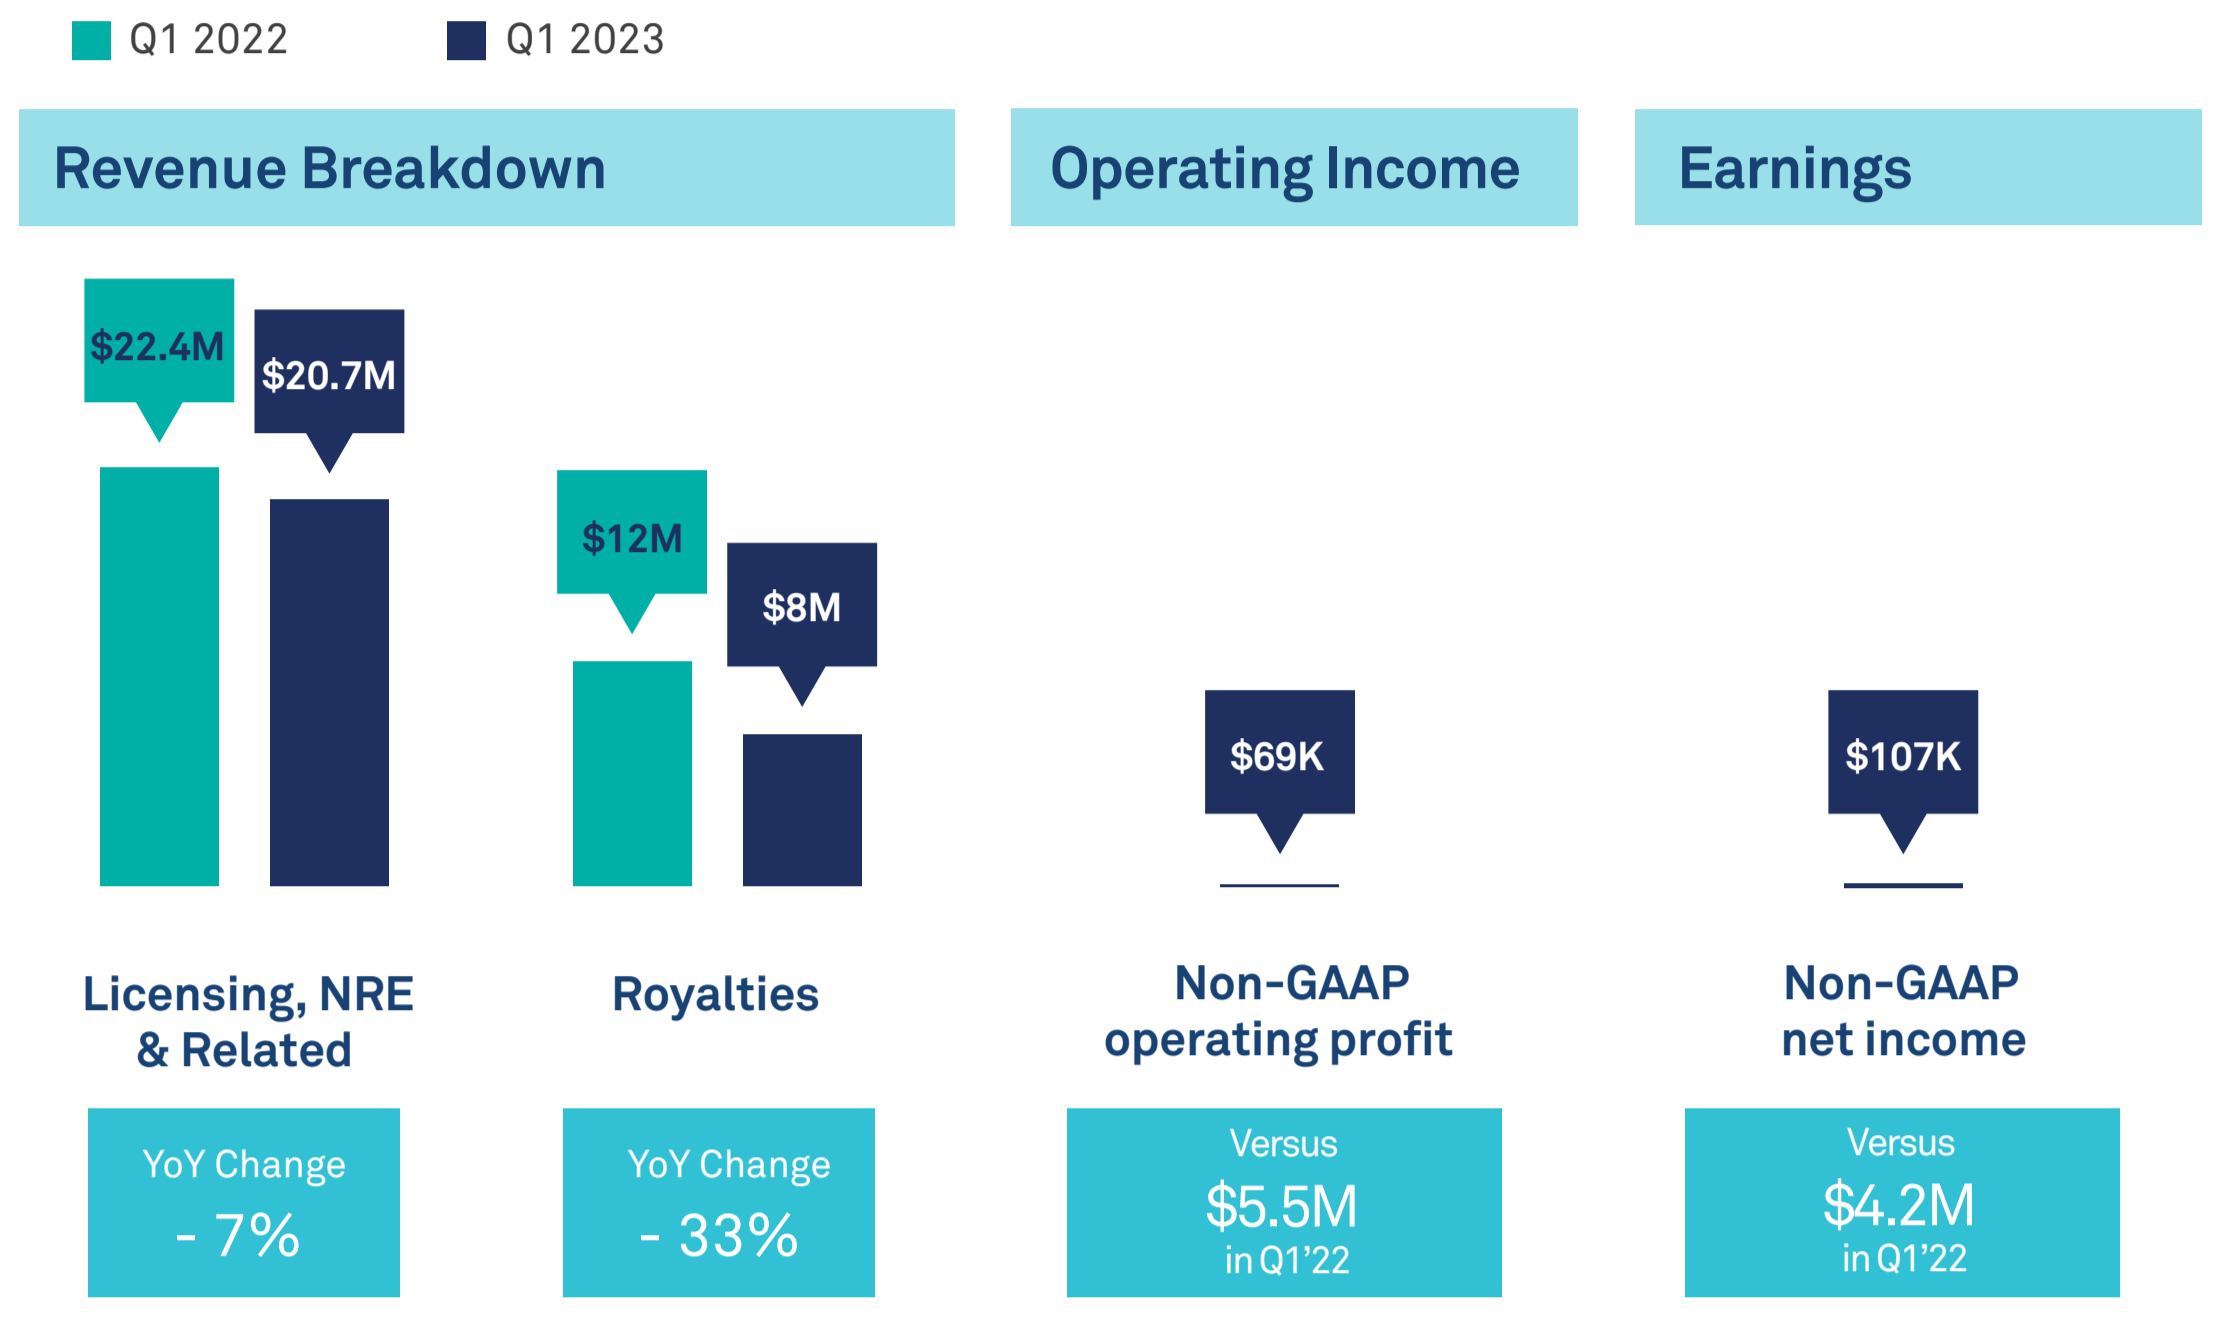 Q1 2022
Q1 2023
Revenue Breakdown
$22.4M
$20.7M
$12M
$8M
Licensing, NRE
& Related
Royalties
YoY Change
- 7%
YoY Change
- 33%
Operating Income
$69K
Non-GAAP
operating profit
Versus
$5.5M
in Q1’22
Earnings
$107K
Non-GAAP
net income
Versus
$4.2M
in Q1’22